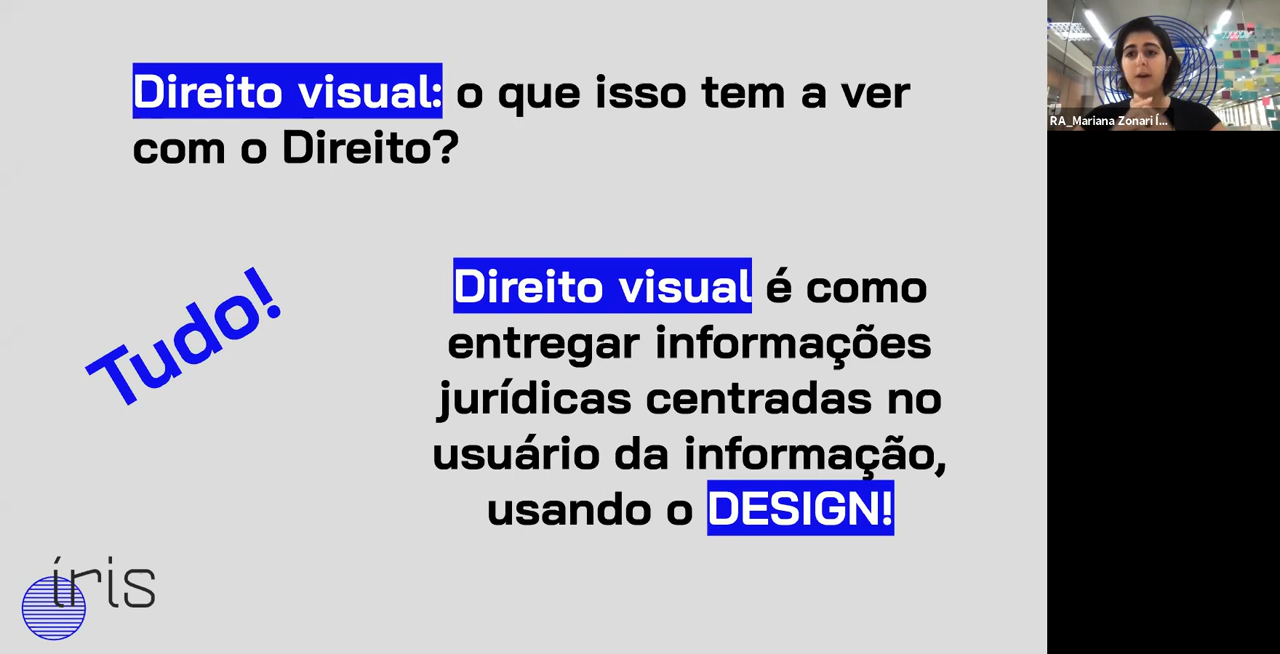 Direito visual: o que isso tem a ver
com o Direito?
Tudo!
Direito visual é como
entregar informações
jurídicas centradas no
usuário da informação,
usando o DESIGN!
íris
RA_Mariana Zonari Í...